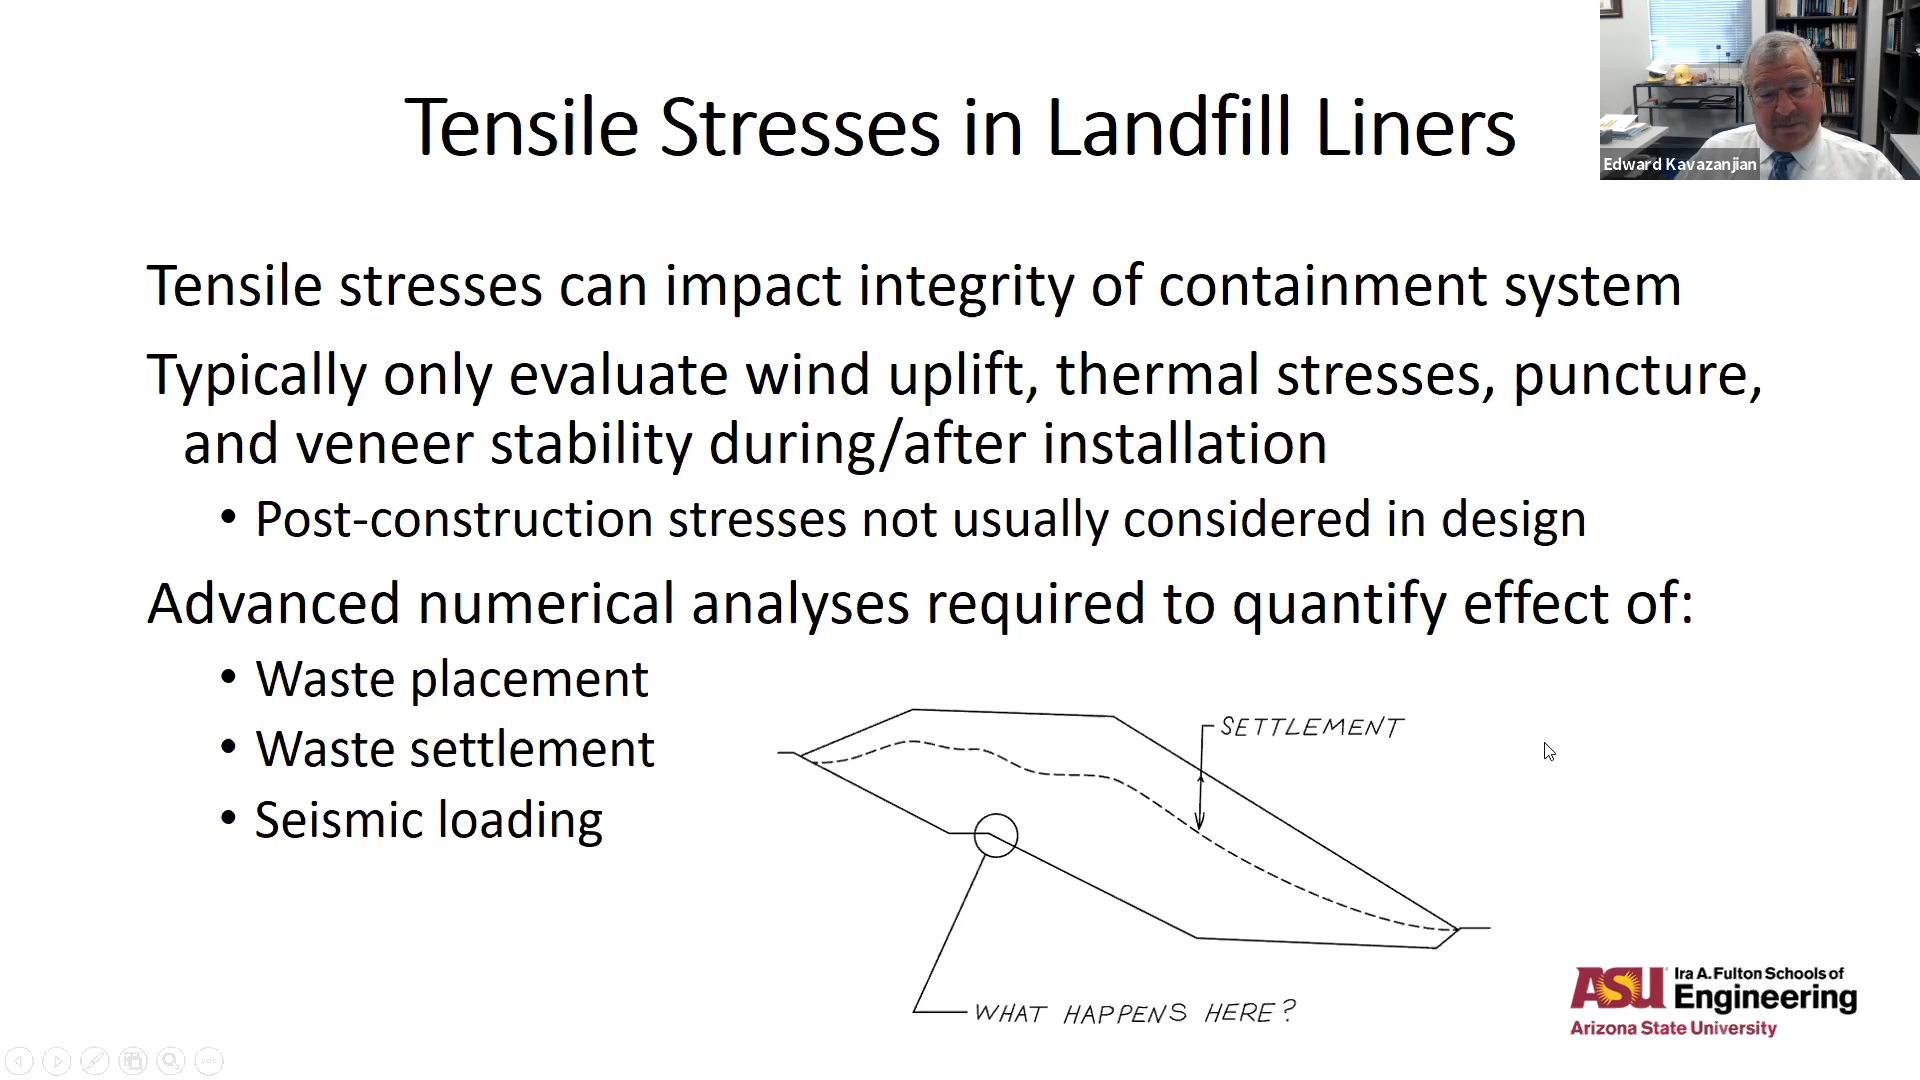 Tensile Stresses in Landfill Liners
Edward Kavazanjian
Tensile stresses can impact integrity of containment system
Typically only evaluate wind uplift, thermal stresses, puncture,
and veneer stability during/after installation
• Post-construction stresses not usually considered in design
Advanced numerical analyses required to quantify effect of:
• Waste placement
• Waste settlement
• Seismic loading
SETTLEMENT
WHAT HAPPENS HERE?
ASU Ira A. Fulton Schools of
Engineering
Arizona State University